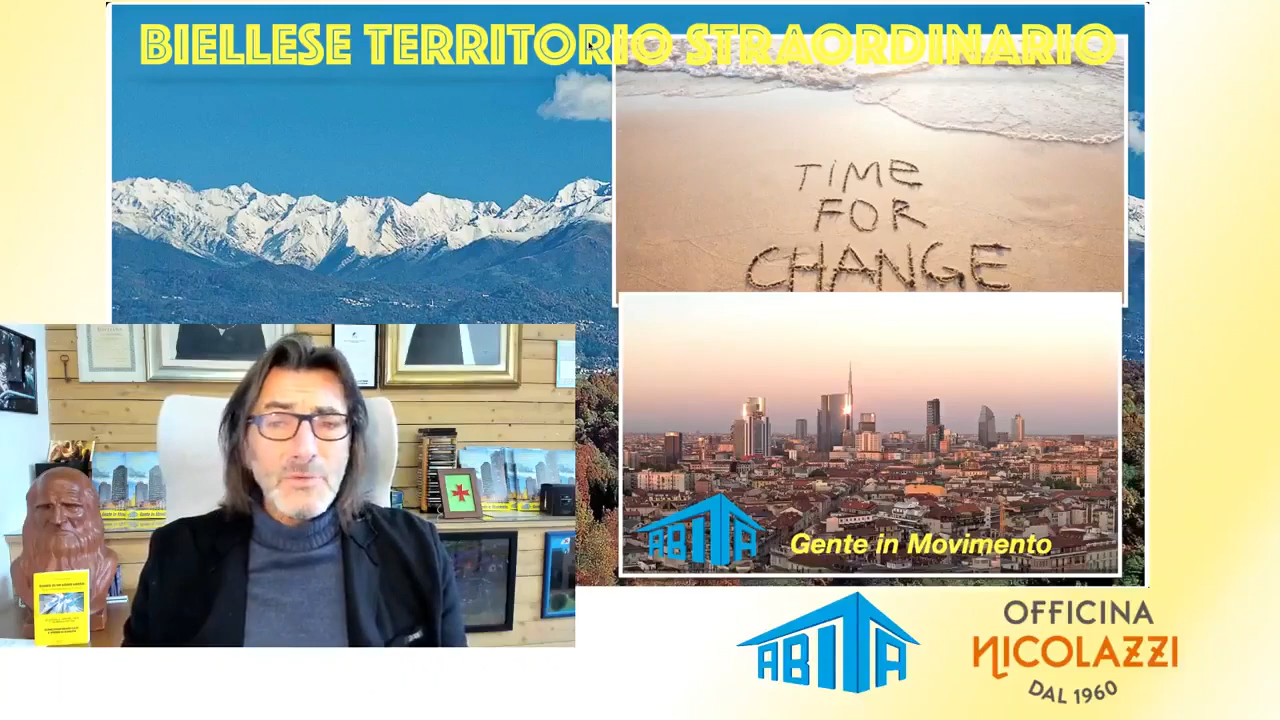 BIELLESE TERRITORIO STRAORDINARIO
TIME
FOR
CHANGE
ABITA
Gente in Movimento
ABITA
OFFICINA
NICOLAZZI
DAL 1960